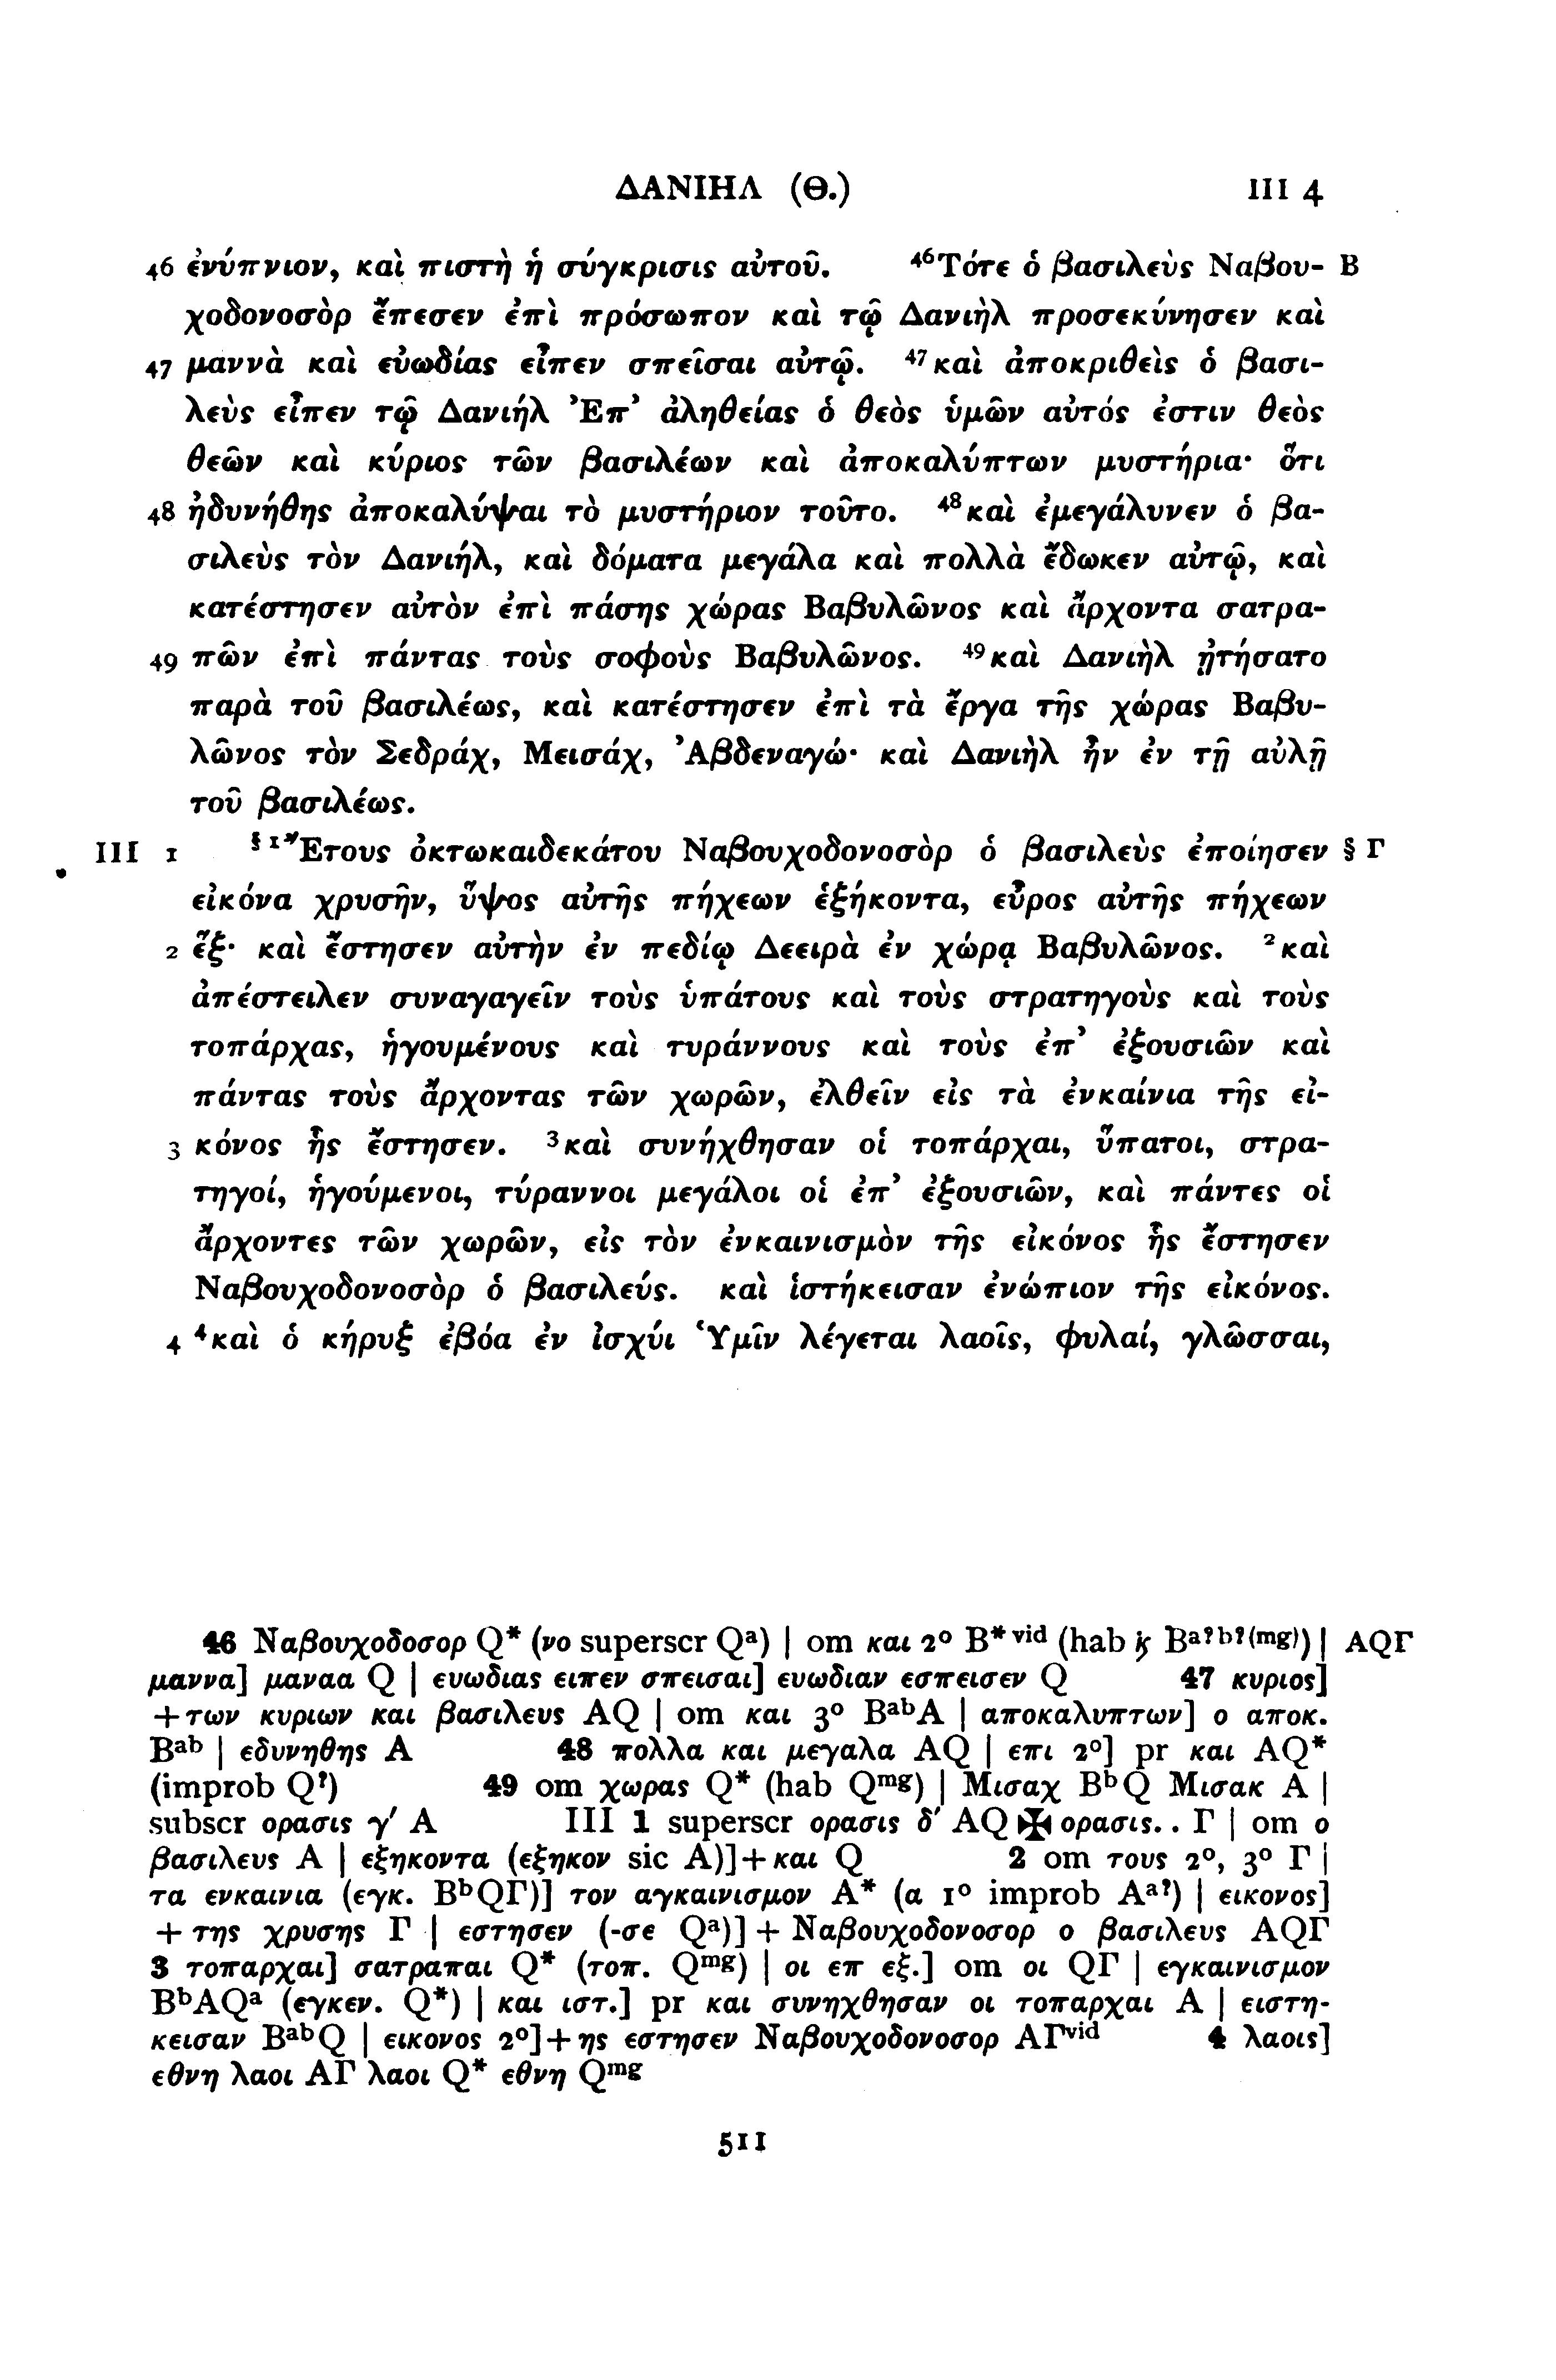 ΔΑΝΙΗΛ (Θ.) III 4
46 ἐνύπνιον, καὶ πιστὴ ἡ σύγκρισις αὐτοῦ. ⁴⁶Τότε ὁ βασιλεὺς Ναβου- B
χοδονοσὸρ ἔπεσεν ἐπὶ πρόσωπον καὶ τῷ Δανιὴλ προσεκύνησεν καὶ
47 μαννὰ καὶ εὐωδίας εἶπεν σπεῖσαι αὐτῷ. ⁴⁷καὶ ἀποκριθεὶς ὁ βασι-
λεὺς εἶπεν τῷ Δανιήλ Ἐπ’ ἀληθείας ὁ θεὸς ὑμῶν αὐτός ἐστιν θεὸς
θεῶν καὶ κύριος τῶν βασιλέων καὶ ἀποκαλύπτων μυστήρια· ὅτι
48 ἠδυνήθης ἀποκαλύψαι τὸ μυστήριον τοῦτο. ⁴⁸καὶ ἐμεγάλυνεν ὁ βα-
σιλεὺς τὸν Δανιήλ, καὶ δόματα μεγάλα καὶ πολλὰ ἔδωκεν αὐτῷ, καὶ
κατέστησεν αὐτὸν ἐπὶ πάσης χώρας Βαβυλῶνος καὶ ἄρχοντα σατρα-
49 πῶν ἐπὶ πάντας τοὺς σοφοὺς Βαβυλῶνος. ⁴⁹καὶ Δανιὴλ ᾐτήσατο
παρὰ τοῦ βασιλέως, καὶ κατέστησεν ἐπὶ τὰ ἔργα τῆς χώρας Βαβυ-
λῶνος τὸν Σεδράχ, Μεισάχ, Ἀβδεναγώ· καὶ Δανιὴλ ἦν ἐν τῇ αὐλῇ
τοῦ βασιλέως.
III 1 §¹Ἔτους ὀκτωκαιδεκάτου Ναβουχοδονοσὸρ ὁ βασιλεὺς ἐποίησεν § Γ
εἰκόνα χρυσῆν, ὕψος αὐτῆς πήχεων ἑξήκοντα, εὖρος αὐτῆς πήχεων
2 ἕξ· καὶ ἔστησεν αὐτὴν ἐν πεδίῳ Δεειρὰ ἐν χώρᾳ Βαβυλῶνος. ²καὶ
ἀπέστειλεν συναγαγεῖν τοὺς ὑπάτους καὶ τοὺς στρατηγοὺς καὶ τοὺς
τοπάρχας, ἡγουμένους καὶ τυράννους καὶ τοὺς ἐπ’ ἐξουσιῶν καὶ
πάντας τοὺς ἄρχοντας τῶν χωρῶν, ἐλθεῖν εἰς τὰ ἐνκαίνια τῆς εἰ-
3 κόνος ἧς ἔστησεν. ³καὶ συνήχθησαν οἱ τοπάρχαι, ὕπατοι, στρα-
τηγοί, ἡγούμενοι, τύραννοι μεγάλοι οἱ ἐπ’ ἐξουσιῶν, καὶ πάντες οἱ
ἄρχοντες τῶν χωρῶν, εἰς τὸν ἐνκαινισμὸν τῆς εἰκόνος ἧς ἔστησεν
Ναβουχοδονοσὸρ ὁ βασιλεύς. καὶ ἱστήκεισαν ἐνώπιον τῆς εἰκόνος.
4 ⁴καὶ ὁ κήρυξ ἐβόα ἐν ἰσχύι Ὑμῖν λέγεται λαοῖς, φυλαί, γλῶσσαι,
46 Ναβουχοδοσορ Q* (νο superscr Qᵃ) | om και 2° B* ᵛⁱᵈ (hab ϗ Bᵃ?ᵇ?⁽ᵐᵍ⁾) | AQΓ
μαννα] μαναα Q | ευωδιας ειπεν σπεισαι] ευωδιαν εσπεισεν Q 47 κυριος]
+των κυριων και βασιλευς AQ | om και 3° BᵃᵇA | αποκαλυπτων] ο αποκ.
Bᵃᵇ | εδυνηθης A 48 πολλα και μεγαλα AQ | επι 2°] pr και AQ*
(improb Q?) 49 om χωρας Q* (hab Qᵐᵍ) | Μισαχ BᵇQ Μισακ A |
subscr ορασις γ′ A III 1 superscr ορασις δ′ AQ ✠ ορασις.. Γ | om ο
βασιλευς A | εξηκοντα (εξηκον sic A)]+και Q 2 om τους 2°, 3° Γ |
τα ενκαινια (εγκ. BᵇQΓ)] τον αγκαινισμον A* (α 1° improb Aᵃ?) | εικονος]
+ της χρυσης Γ | εστησεν (-σε Qᵃ)] + Ναβουχοδονοσορ ο βασιλευς AQΓ
3 τοπαρχαι] σατραπαι Q* (τοπ. Qᵐᵍ) | οι επ εξ.] om οι QΓ | εγκαινισμον
BᵇAQᵃ (εγκεν. Q*) | και ιστ.] pr και συνηχθησαν οι τοπαρχαι A | ειστη-
κεισαν BᵃᵇQ | εικονος 2°]+ης εστησεν Ναβουχοδονοσορ AΓᵛⁱᵈ 4 λαοις]
εθνη λαοι AΓ λαοι Q* εθνη Qᵐᵍ
511